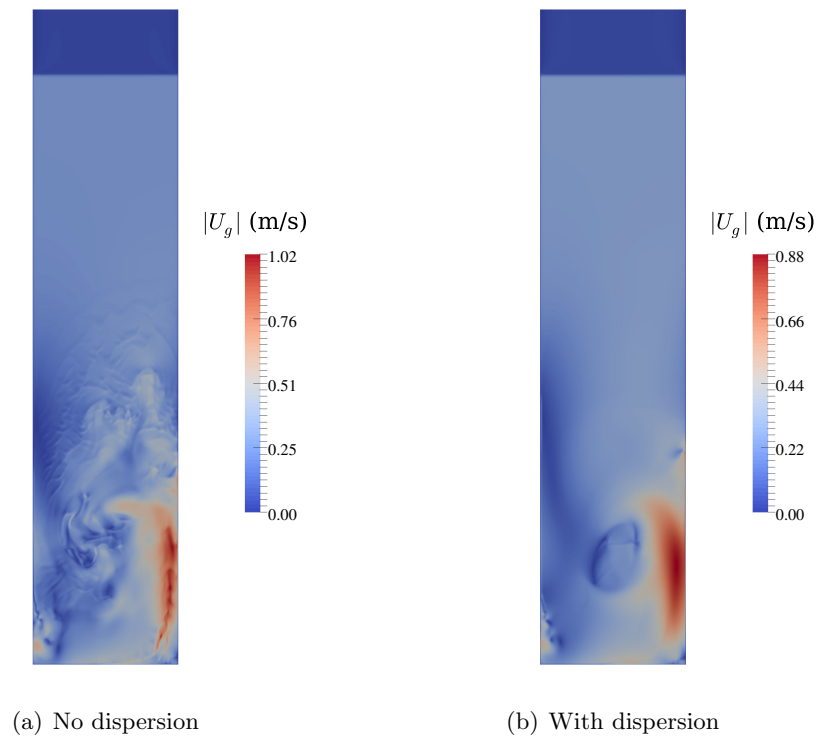 |U_g| (m/s)
1.02
0.76
0.51
0.25
0.00
|U_g| (m/s)
0.88
0.66
0.44
0.22
0.00
(a) No dispersion
(b) With dispersion